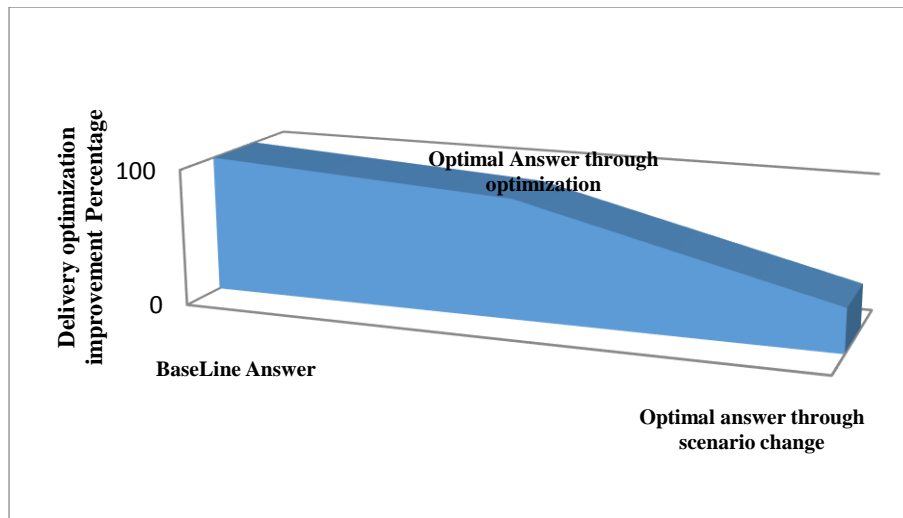 Delivery optimization
improvement Percentage
100
0
Optimal Answer through
optimization
BaseLine Answer
Optimal answer through
scenario change